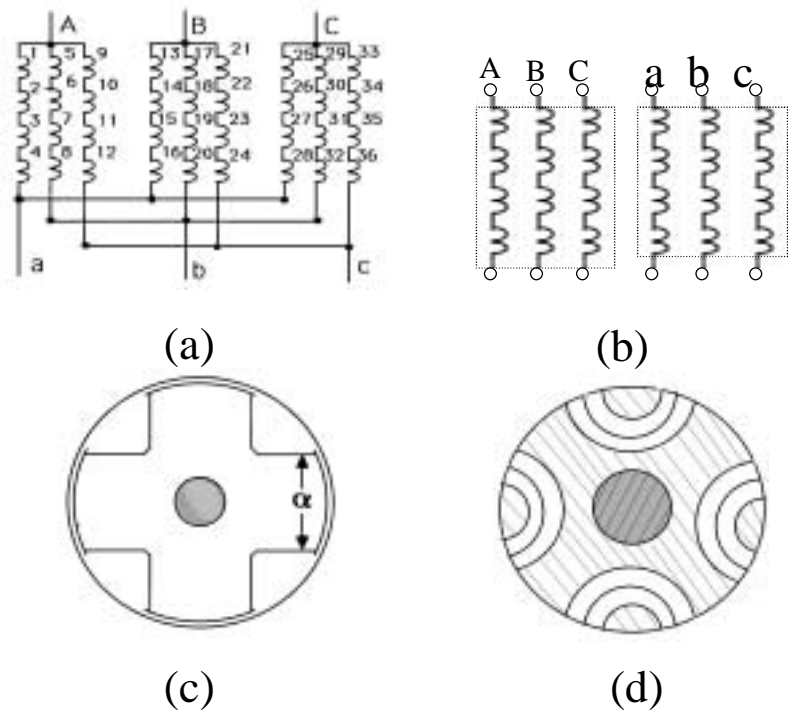 A B C
1 5 9 13 17 21 25 29 33
2 6 10 14 18 22 26 30 34
3 7 11 15 19 23 27 31 35
4 8 12 16 20 24 28 32 36
a b c
A B C a b c
(a) (b)
α
(c) (d)